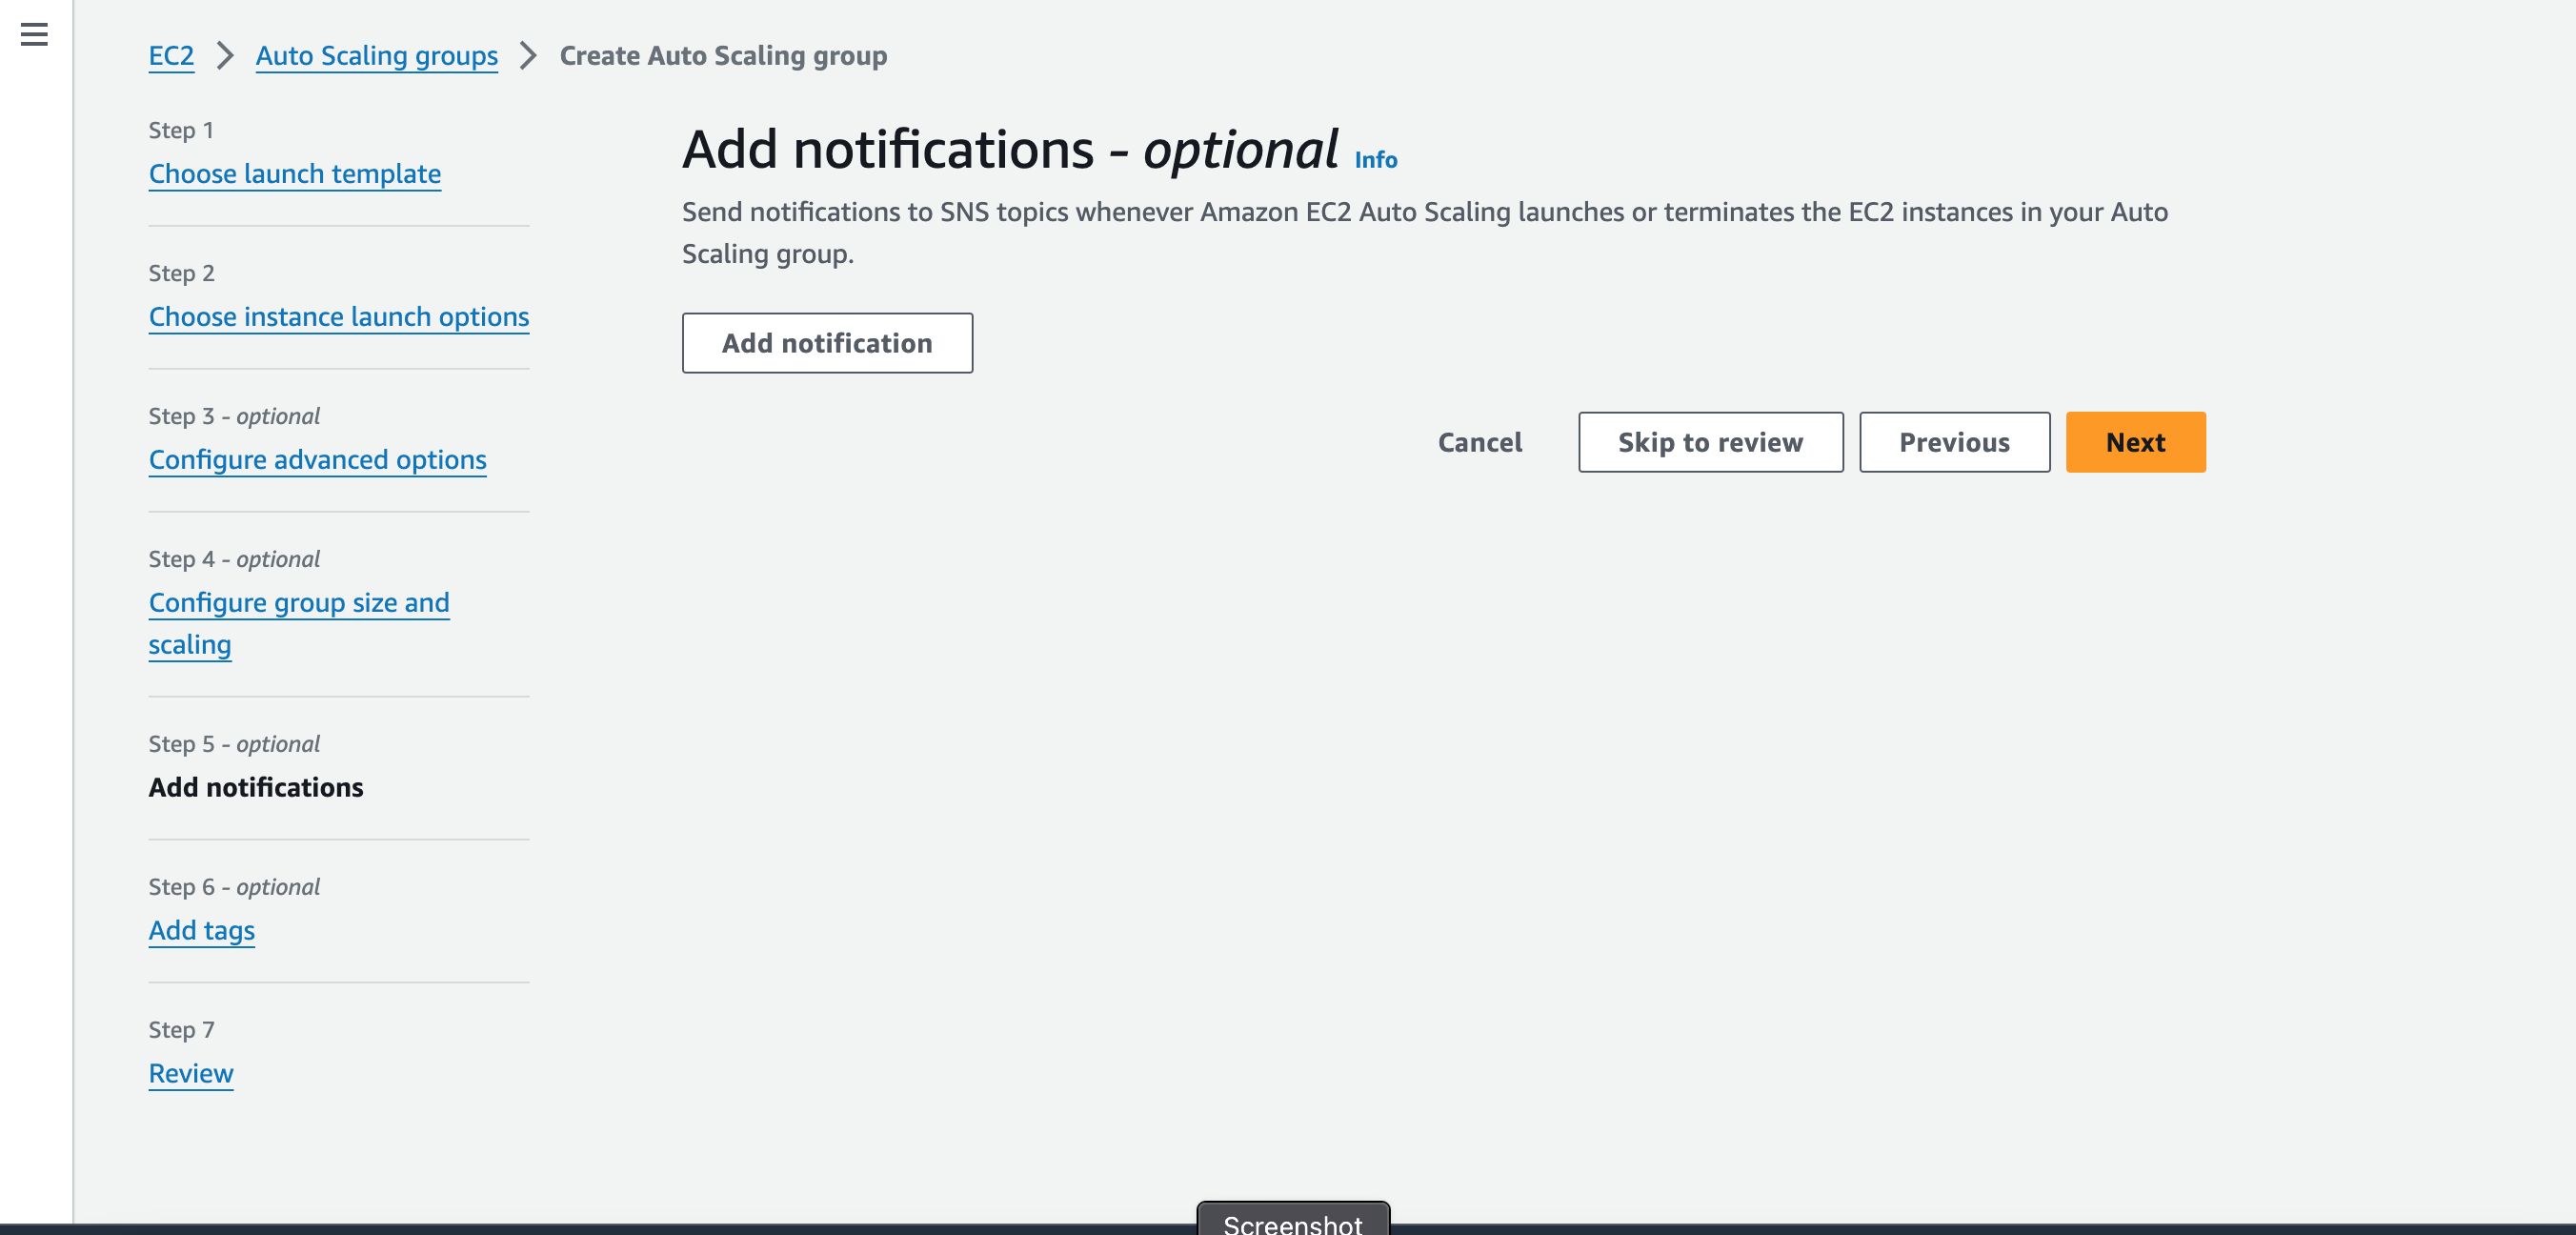 EC2 > Auto Scaling groups > Create Auto Scaling group
Step 1
Choose launch template
Step 2
Choose instance launch options
Step 3 - optional
Configure advanced options
Step 4 - optional
Configure group size and
scaling
Step 5 - optional
Add notifications
Step 6 - optional
Add tags
Step 7
Review
Add notifications - optional Info
Send notifications to SNS topics whenever Amazon EC2 Auto Scaling launches or terminates the EC2 instances in your Auto
Scaling group.
Add notification
Cancel Skip to review Previous Next
Screenshot